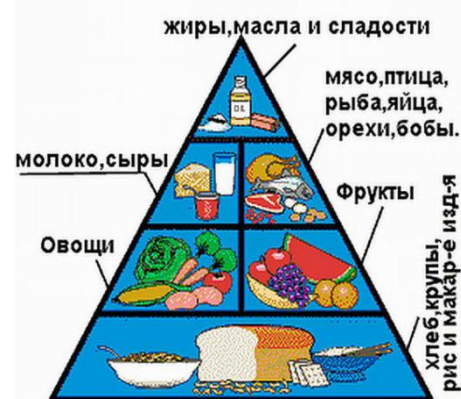 жиры,масла и сладости
мясо,птица,
рыба,яйца,
орехи,бобы.
молоко,сыры
Фрукты
Овощи
хлеб,крупы,
рис и макар-е изд-я
OIL